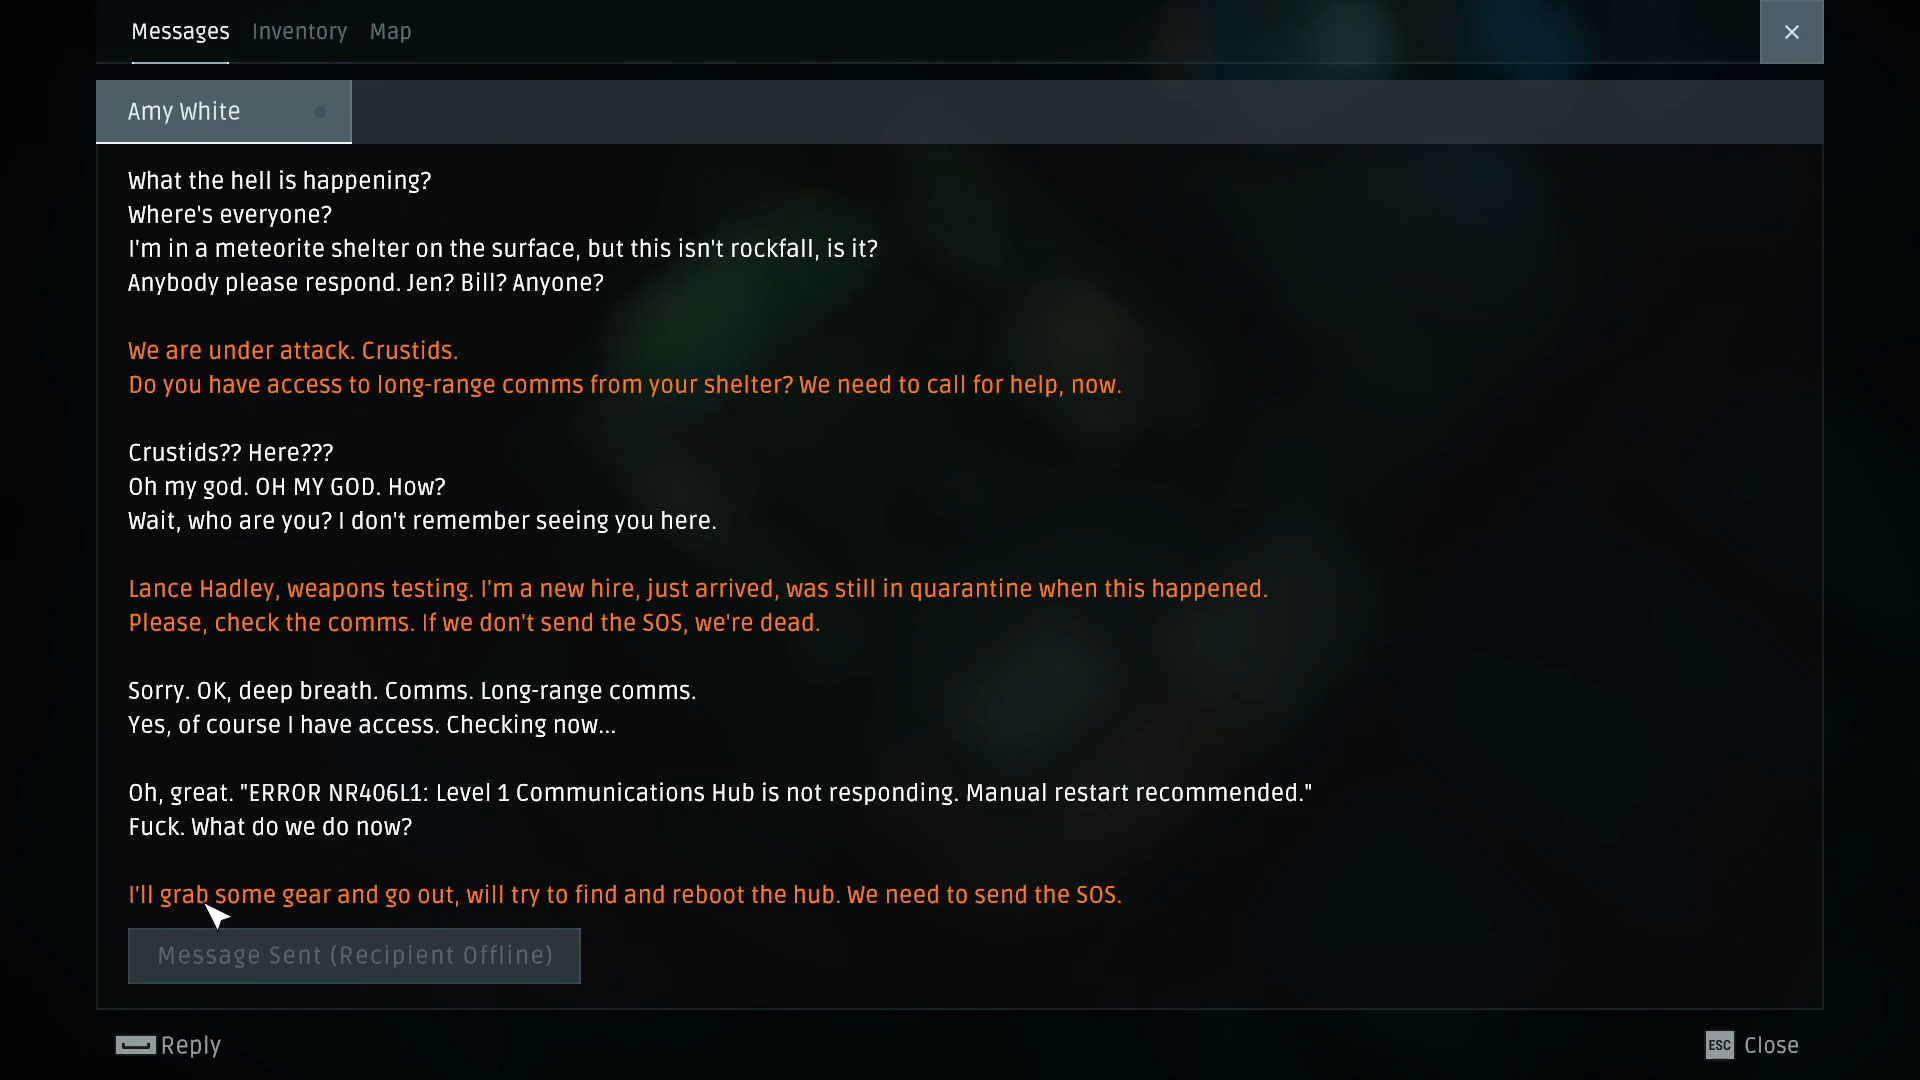 Messages Inventory Map
Amy White
What the hell is happening?
Where's everyone?
I'm in a meteorite shelter on the surface, but this isn't rockfall, is it?
Anybody please respond. Jen? Bill? Anyone?
We are under attack. Crustids.
Do you have access to long-range comms from your shelter? We need to call for help, now.
Crustids?? Here???
Oh my god. OH MY GOD. How?
Wait, who are you? I don't remember seeing you here.
Lance Hadley, weapons testing. I'm a new hire, just arrived, was still in quarantine when this happened.
Please, check the comms. If we don't send the SOS, we're dead.
Sorry. OK, deep breath. Comms. Long-range comms.
Yes, of course I have access. Checking now...
Oh, great. "ERROR NR406L1: Level 1 Communications Hub is not responding. Manual restart recommended."
Fuck. What do we do now?
I'll grab some gear and go out, will try to find and reboot the hub. We need to send the SOS.
Message Sent (Recipient Offline)
Reply
ESC Close